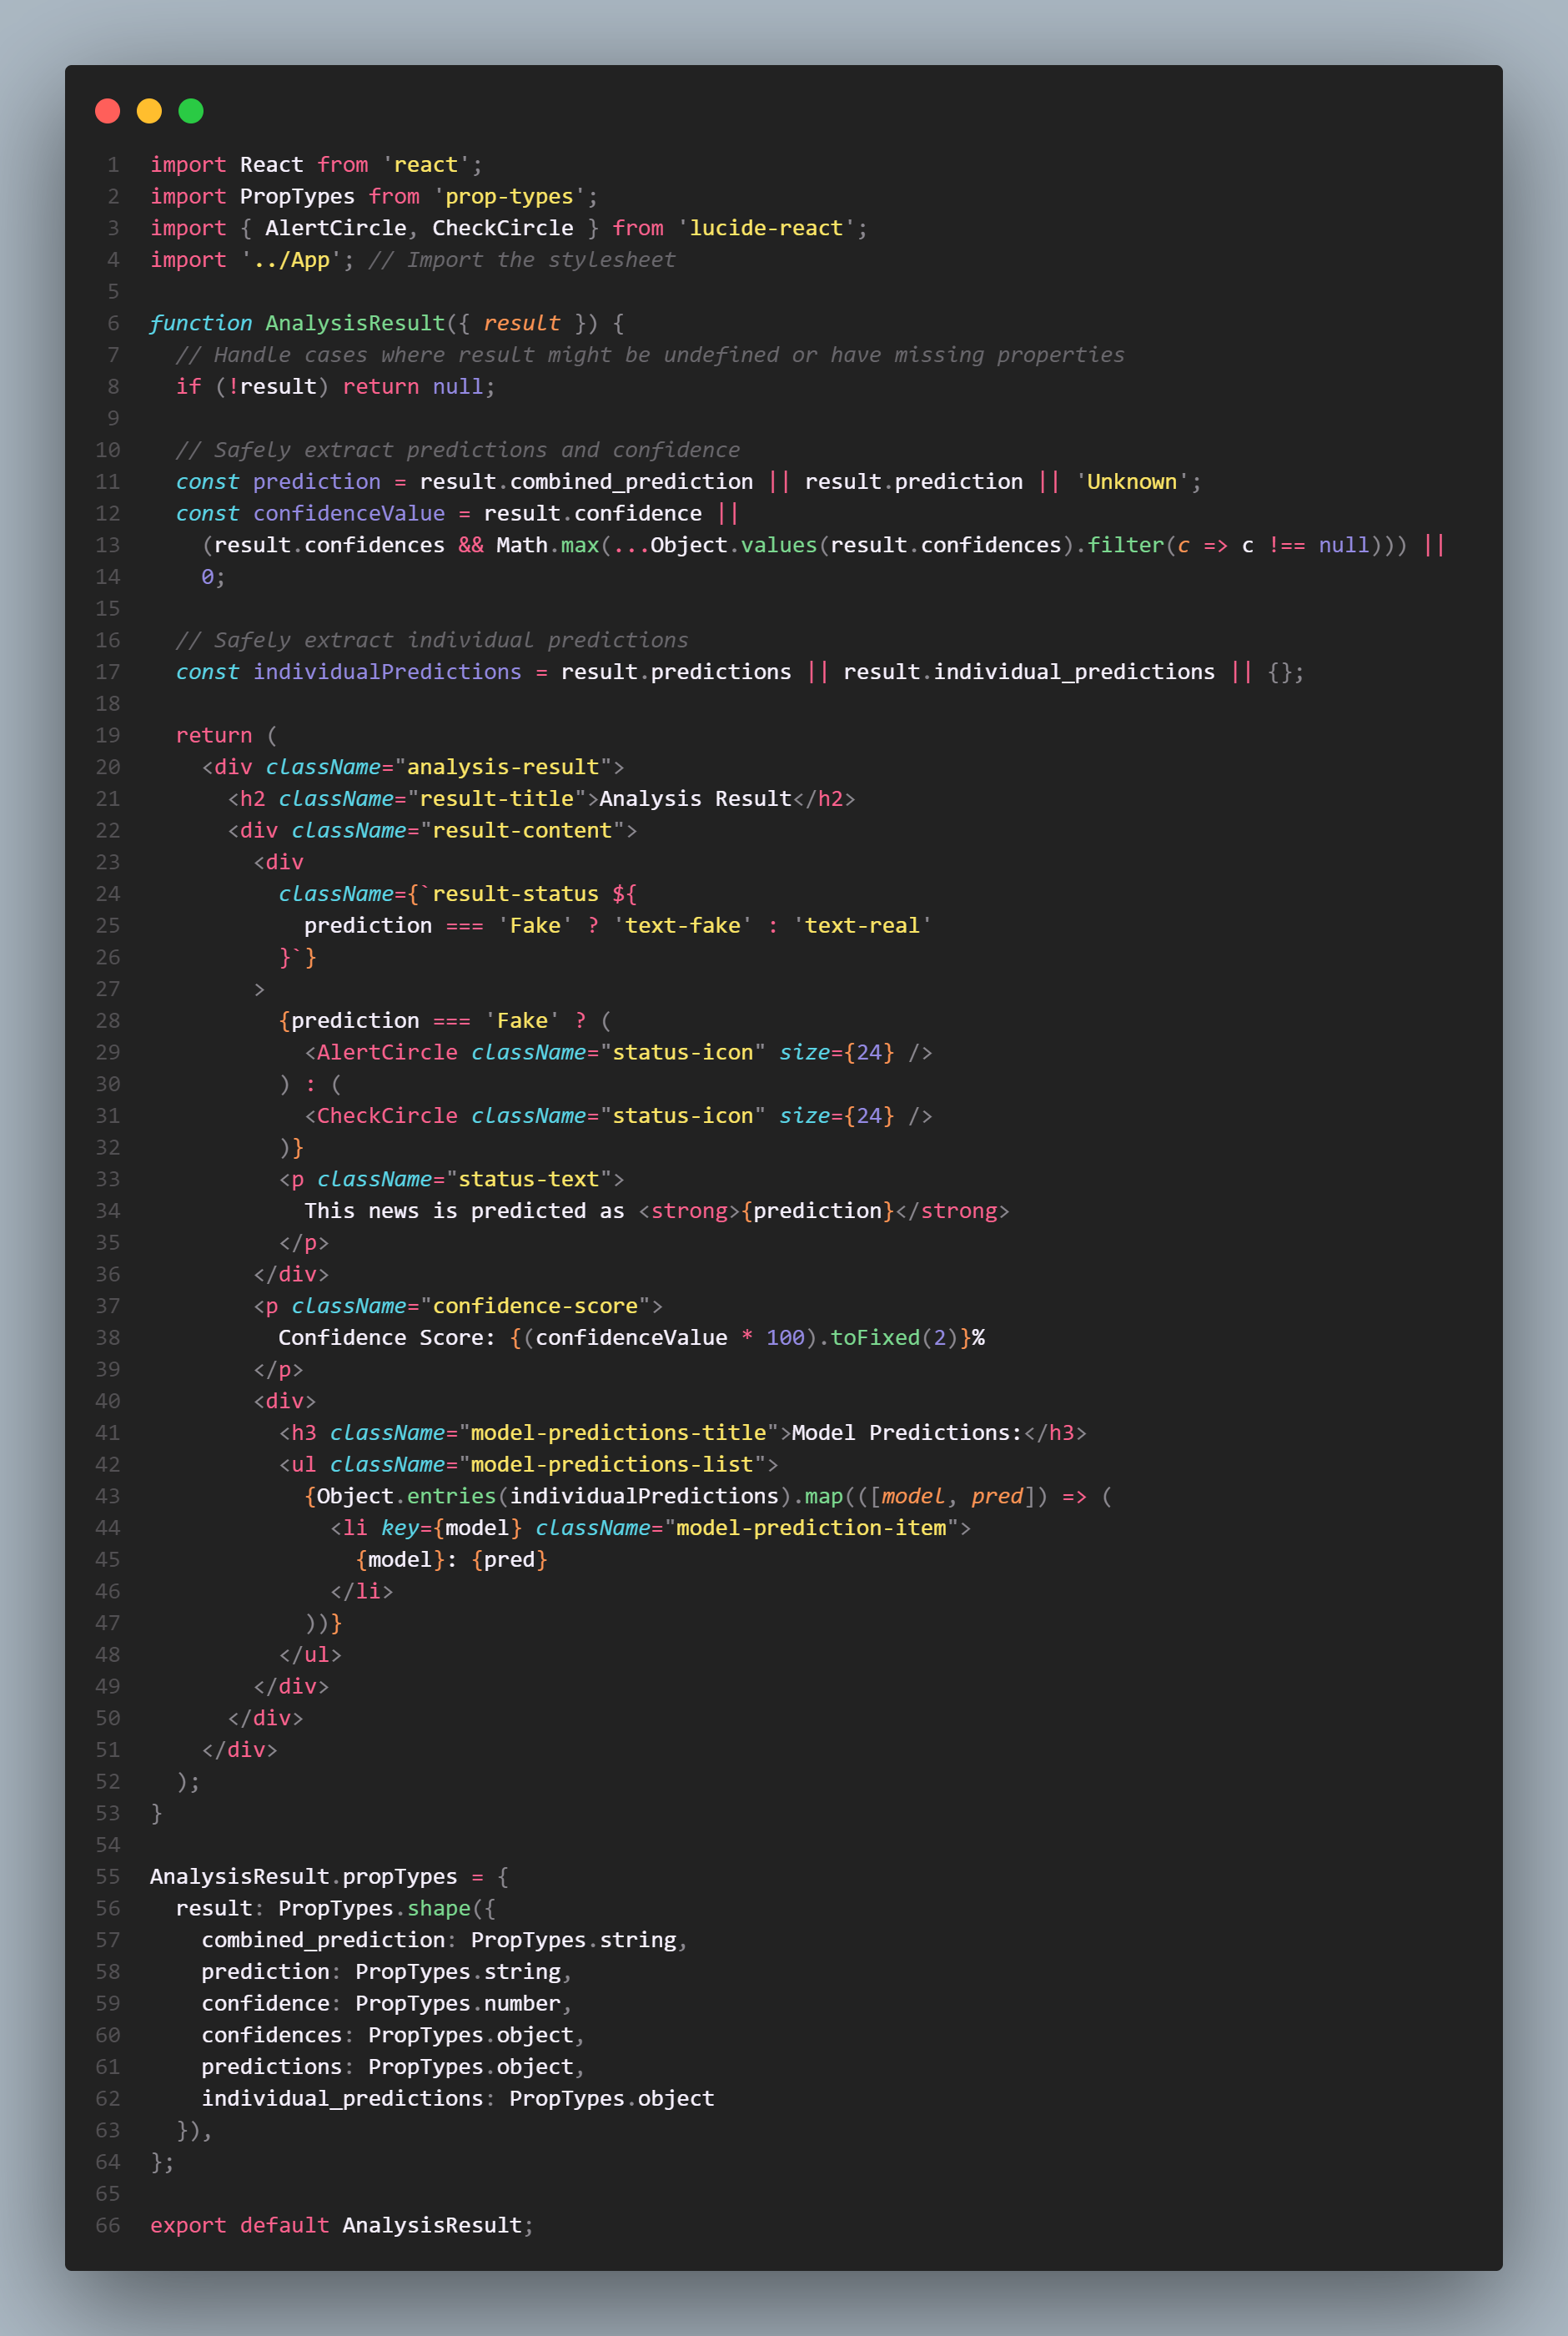 1 import React from 'react';
2 import PropTypes from 'prop-types';
3 import { AlertCircle, CheckCircle } from 'lucide-react';
4 import '../App'; // Import the stylesheet
5
6 function AnalysisResult({ result }) {
7   // Handle cases where result might be undefined or have missing properties
8   if (!result) return null;
9
10   // Safely extract predictions and confidence
11   const prediction = result.combined_prediction || result.prediction || 'Unknown';
12   const confidenceValue = result.confidence ||
13     (result.confidences && Math.max(...Object.values(result.confidences).filter(c => c !== null))) ||
14     0;
15
16   // Safely extract individual predictions
17   const individualPredictions = result.predictions || result.individual_predictions || {};
18
19   return (
20     <div className="analysis-result">
21       <h2 className="result-title">Analysis Result</h2>
22       <div className="result-content">
23         <div
24           className={`result-status ${
25             prediction === 'Fake' ? 'text-fake' : 'text-real'
26           }`}
27         >
28           {prediction === 'Fake' ? (
29             <AlertCircle className="status-icon" size={24} />
30           ) : (
31             <CheckCircle className="status-icon" size={24} />
32           )}
33           <p className="status-text">
34             This news is predicted as <strong>{prediction}</strong>
35           </p>
36         </div>
37         <p className="confidence-score">
38           Confidence Score: {(confidenceValue * 100).toFixed(2)}%
39         </p>
40         <div>
41           <h3 className="model-predictions-title">Model Predictions:</h3>
42           <ul className="model-predictions-list">
43             {Object.entries(individualPredictions).map(([model, pred]) => (
44               <li key={model} className="model-prediction-item">
45                 {model}: {pred}
46               </li>
47             ))}
48           </ul>
49         </div>
50       </div>
51     </div>
52   );
53 }
54
55 AnalysisResult.propTypes = {
56   result: PropTypes.shape({
57     combined_prediction: PropTypes.string,
58     prediction: PropTypes.string,
59     confidence: PropTypes.number,
60     confidences: PropTypes.object,
61     predictions: PropTypes.object,
62     individual_predictions: PropTypes.object
63   }),
64 };
65
66 export default AnalysisResult;